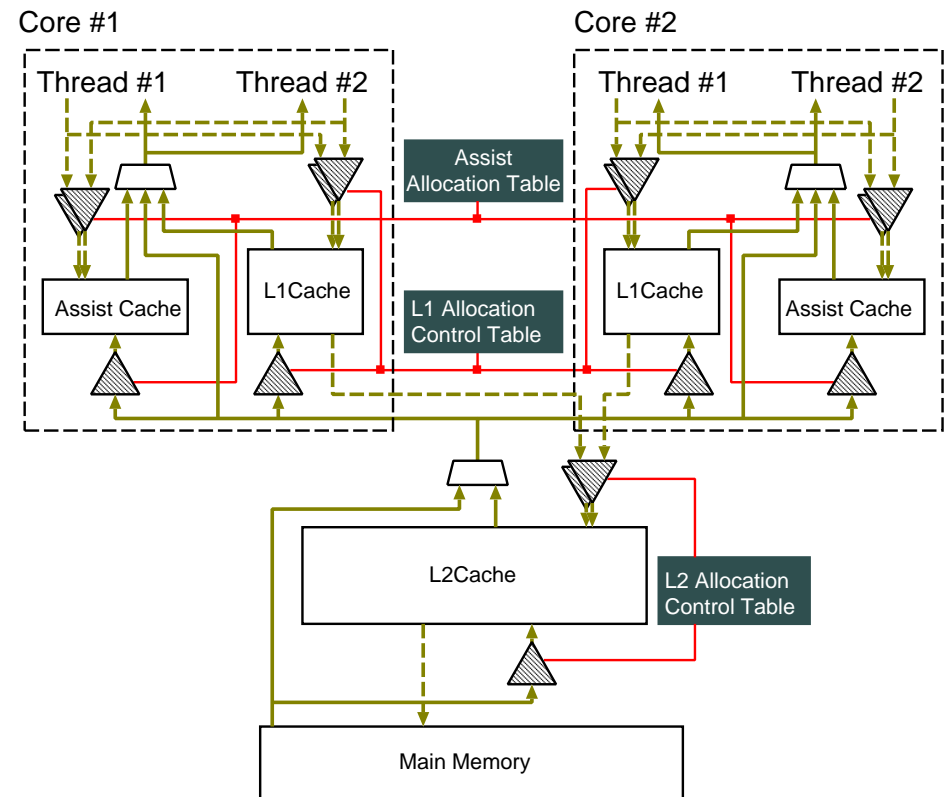 Core #1
Core #2
Thread #1
Thread #2
Thread #1
Thread #2
Assist
Allocation Table
Assist Cache
L1Cache
L1 Allocation
Control Table
L1Cache
Assist Cache
L2Cache
L2 Allocation
Control Table
Main Memory